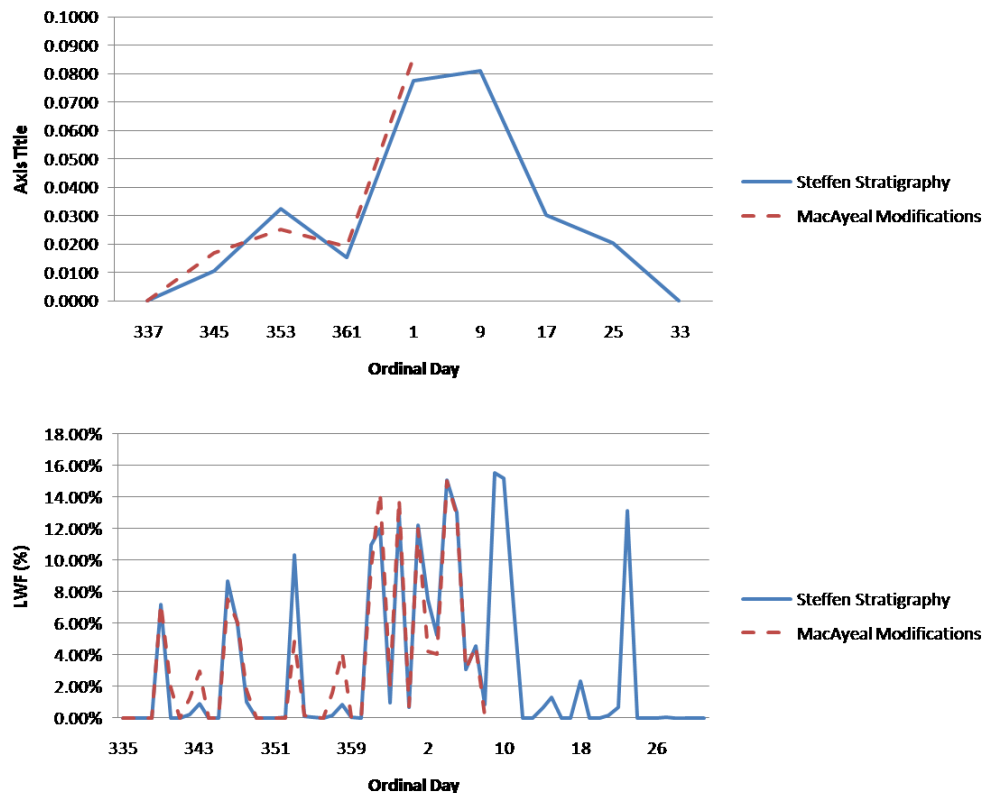 0.1000
0.0900
0.0800
0.0700
0.0600
0.0500
0.0400
0.0300
0.0200
0.0100
0.0000
Axis Title
337 345 353 361 1 9 17 25 33
Ordinal Day
Steffen Stratigraphy
MacAyeal Modifications
18.00%
16.00%
14.00%
12.00%
10.00%
8.00%
6.00%
4.00%
2.00%
0.00%
LWF (%)
335 343 351 359 2 10 18 26
Ordinal Day
Steffen Stratigraphy
MacAyeal Modifications